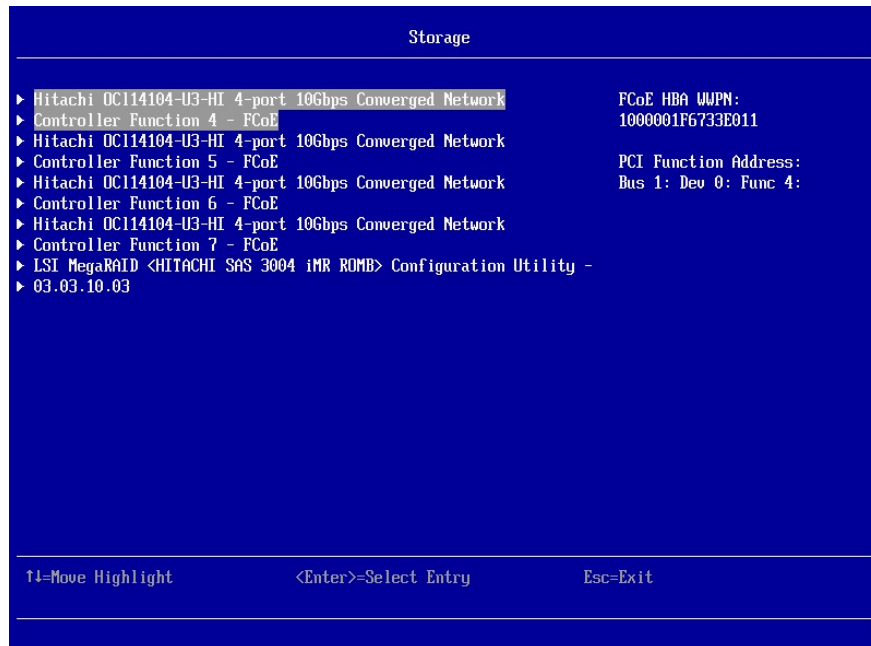 Storage
▶ Hitachi OCl14104-U3-HI 4-port 10Gbps Converged Network
▶ Controller Function 4 - FCoE
▶ Hitachi OCl14104-U3-HI 4-port 10Gbps Converged Network
▶ Controller Function 5 - FCoE
▶ Hitachi OCl14104-U3-HI 4-port 10Gbps Converged Network
▶ Controller Function 6 - FCoE
▶ Hitachi OCl14104-U3-HI 4-port 10Gbps Converged Network
▶ Controller Function 7 - FCoE
▶ LSI MegaRAID <HITACHI SAS 3004 iMR ROMB> Configuration Utility -
▶ 03.03.10.03
FCoE HBA WWPN:
1000001F6733E011
PCI Function Address:
Bus 1: Dev 0: Func 4:
↑↓=Move Highlight
<Enter>=Select Entry
Esc=Exit